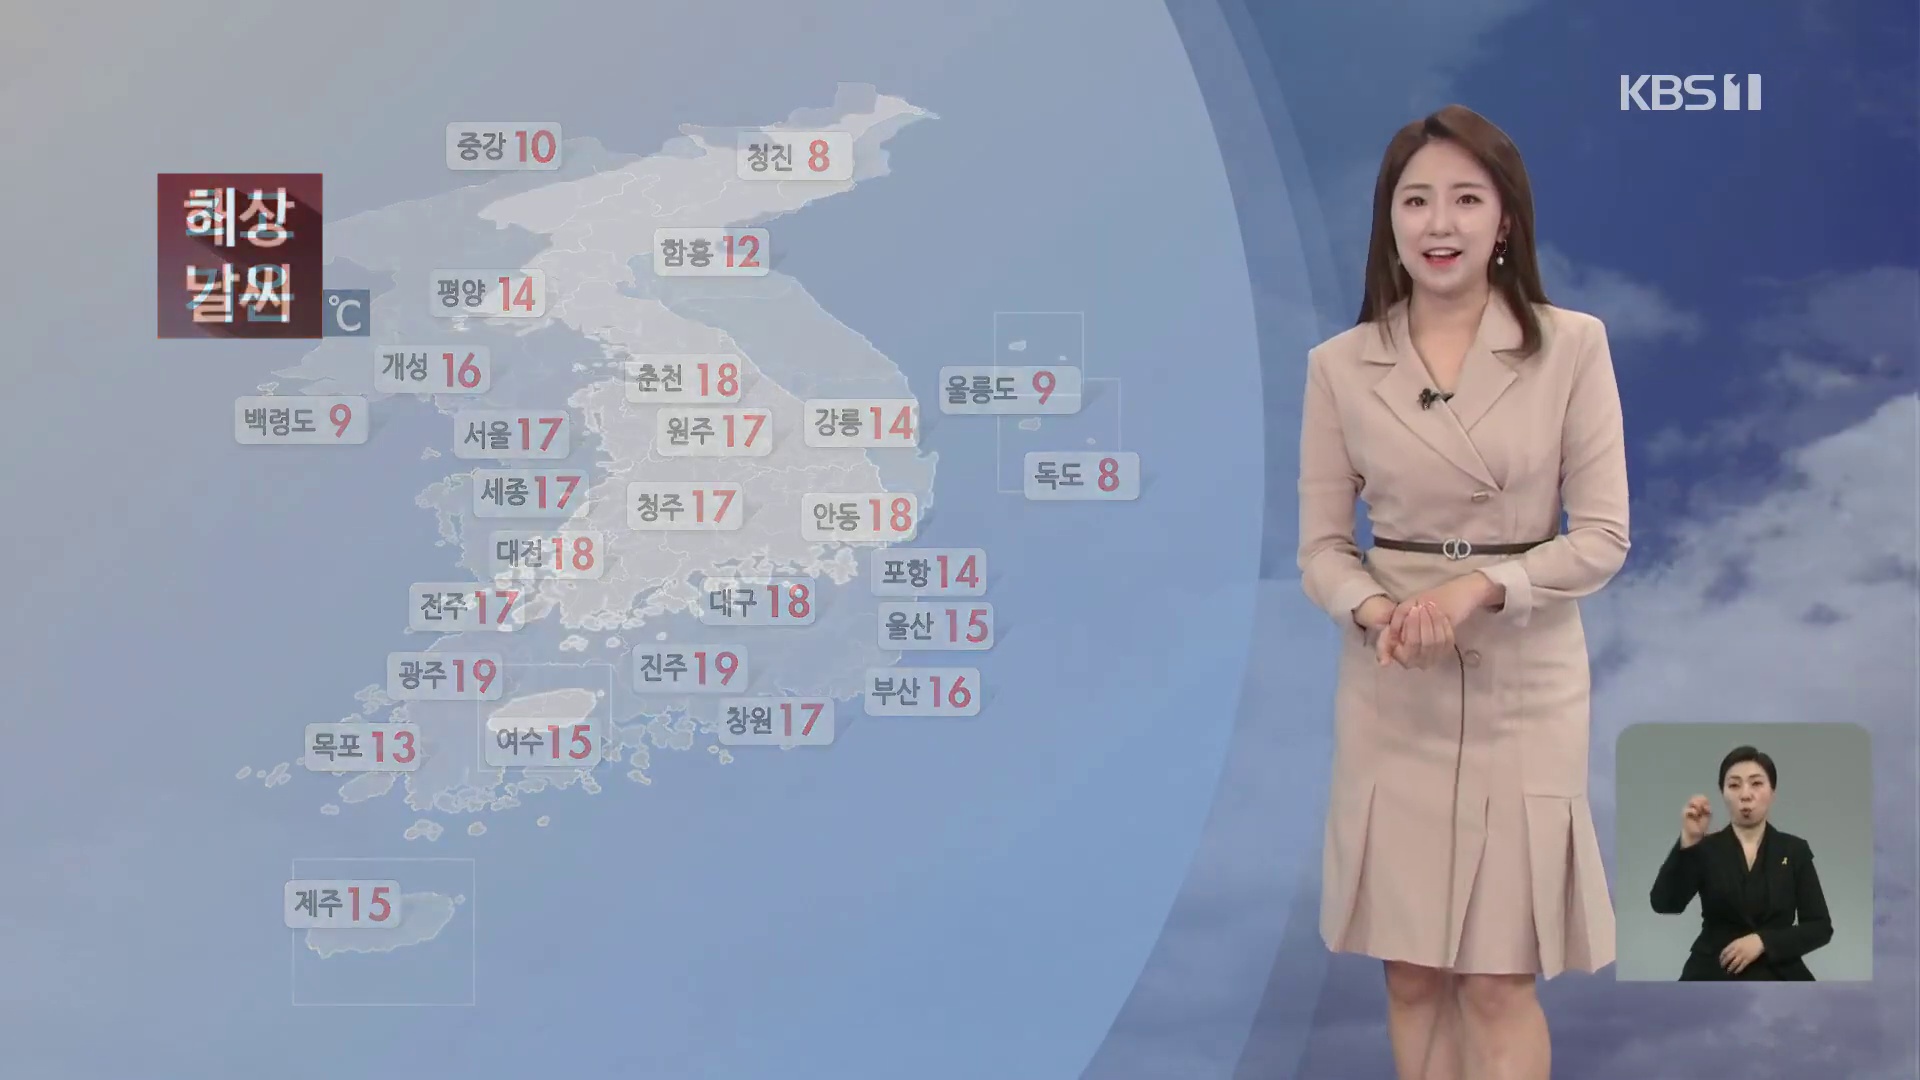 KBS 1
중강 10
청진 8
해상
날씨
℃
함흥 12
평양 14
개성 16
춘천 18
울릉도 9
백령도 9
서울 17
원주 17
강릉 14
독도 8
세종 17
청주 17
안동 18
대전 18
포항 14
전주 17
대구 18
울산 15
광주 19
진주 19
부산 16
목포 13
여수 15
창원 17
제주 15